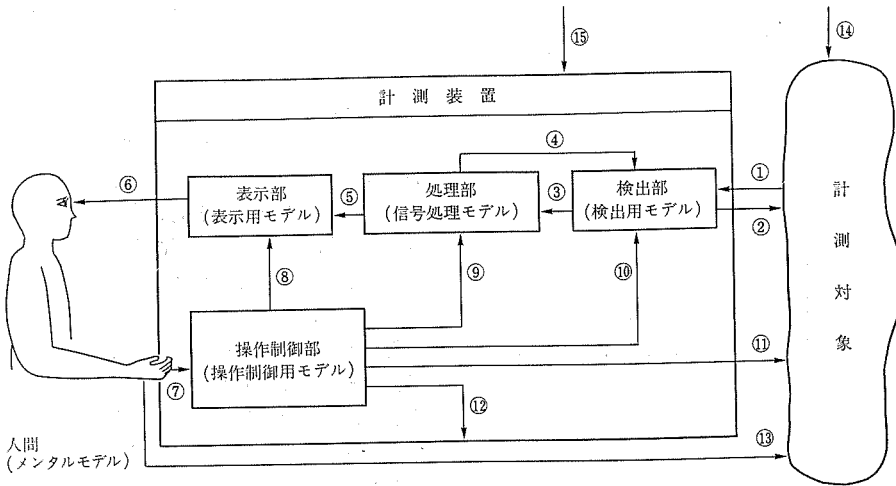 ⑮
⑭
計測装置
④
⑥
表示部
(表示用モデル)
⑤
処理部
(信号処理モデル)
③
検出部
(検出用モデル)
①
②
計測対象
⑧
⑨
⑩
操作制御部
(操作制御用モデル)
⑦
⑪
⑫
⑬
人間
(メンタルモデル)